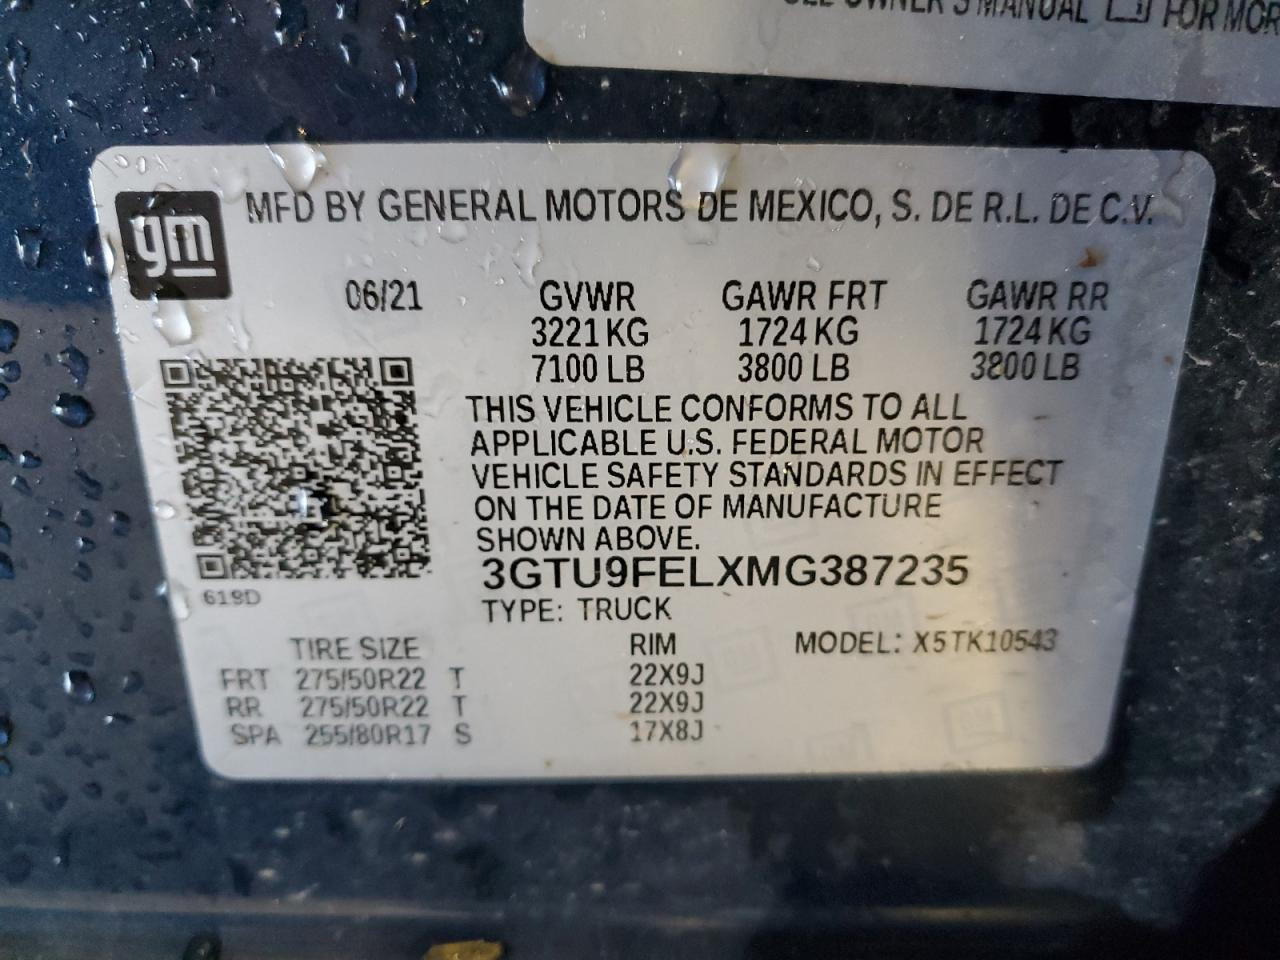 OWNER'S MANUAL FOR MOR
gm
MFD BY GENERAL MOTORS DE MEXICO, S. DE R.L. DE C.V.
06/21 GVWR GAWR FRT GAWR RR
3221 KG 1724 KG 1724 KG
7100 LB 3800 LB 3800 LB
THIS VEHICLE CONFORMS TO ALL
APPLICABLE U.S. FEDERAL MOTOR
VEHICLE SAFETY STANDARDS IN EFFECT
ON THE DATE OF MANUFACTURE
SHOWN ABOVE.
3GTU9FELXMG387235
619D
TYPE: TRUCK
TIRE SIZE RIM MODEL: X5TK10543
FRT 275/50R22 T 22X9J
RR 275/50R22 T 22X9J
SPA 255/80R17 S 17X8J